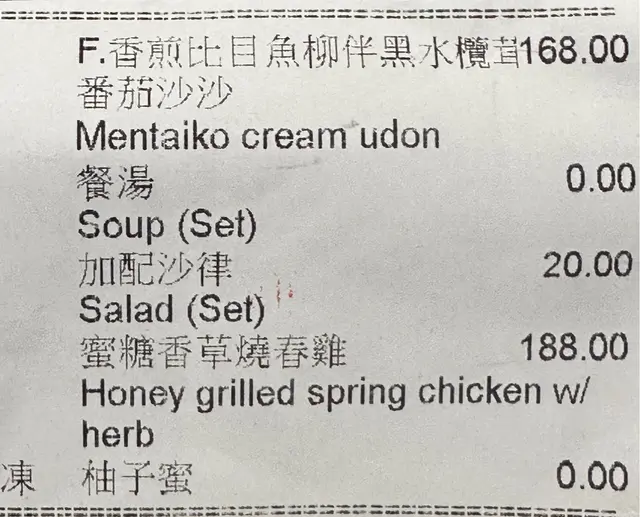 F.香煎比目魚柳伴黑水欖茸168.00
番茄沙沙
Mentaiko cream udon
餐湯 0.00
Soup (Set)
加配沙律 20.00
Salad (Set)
蜜糖香草燒春雞 188.00
Honey grilled spring chicken w/
herb
凍 柚子蜜 0.00